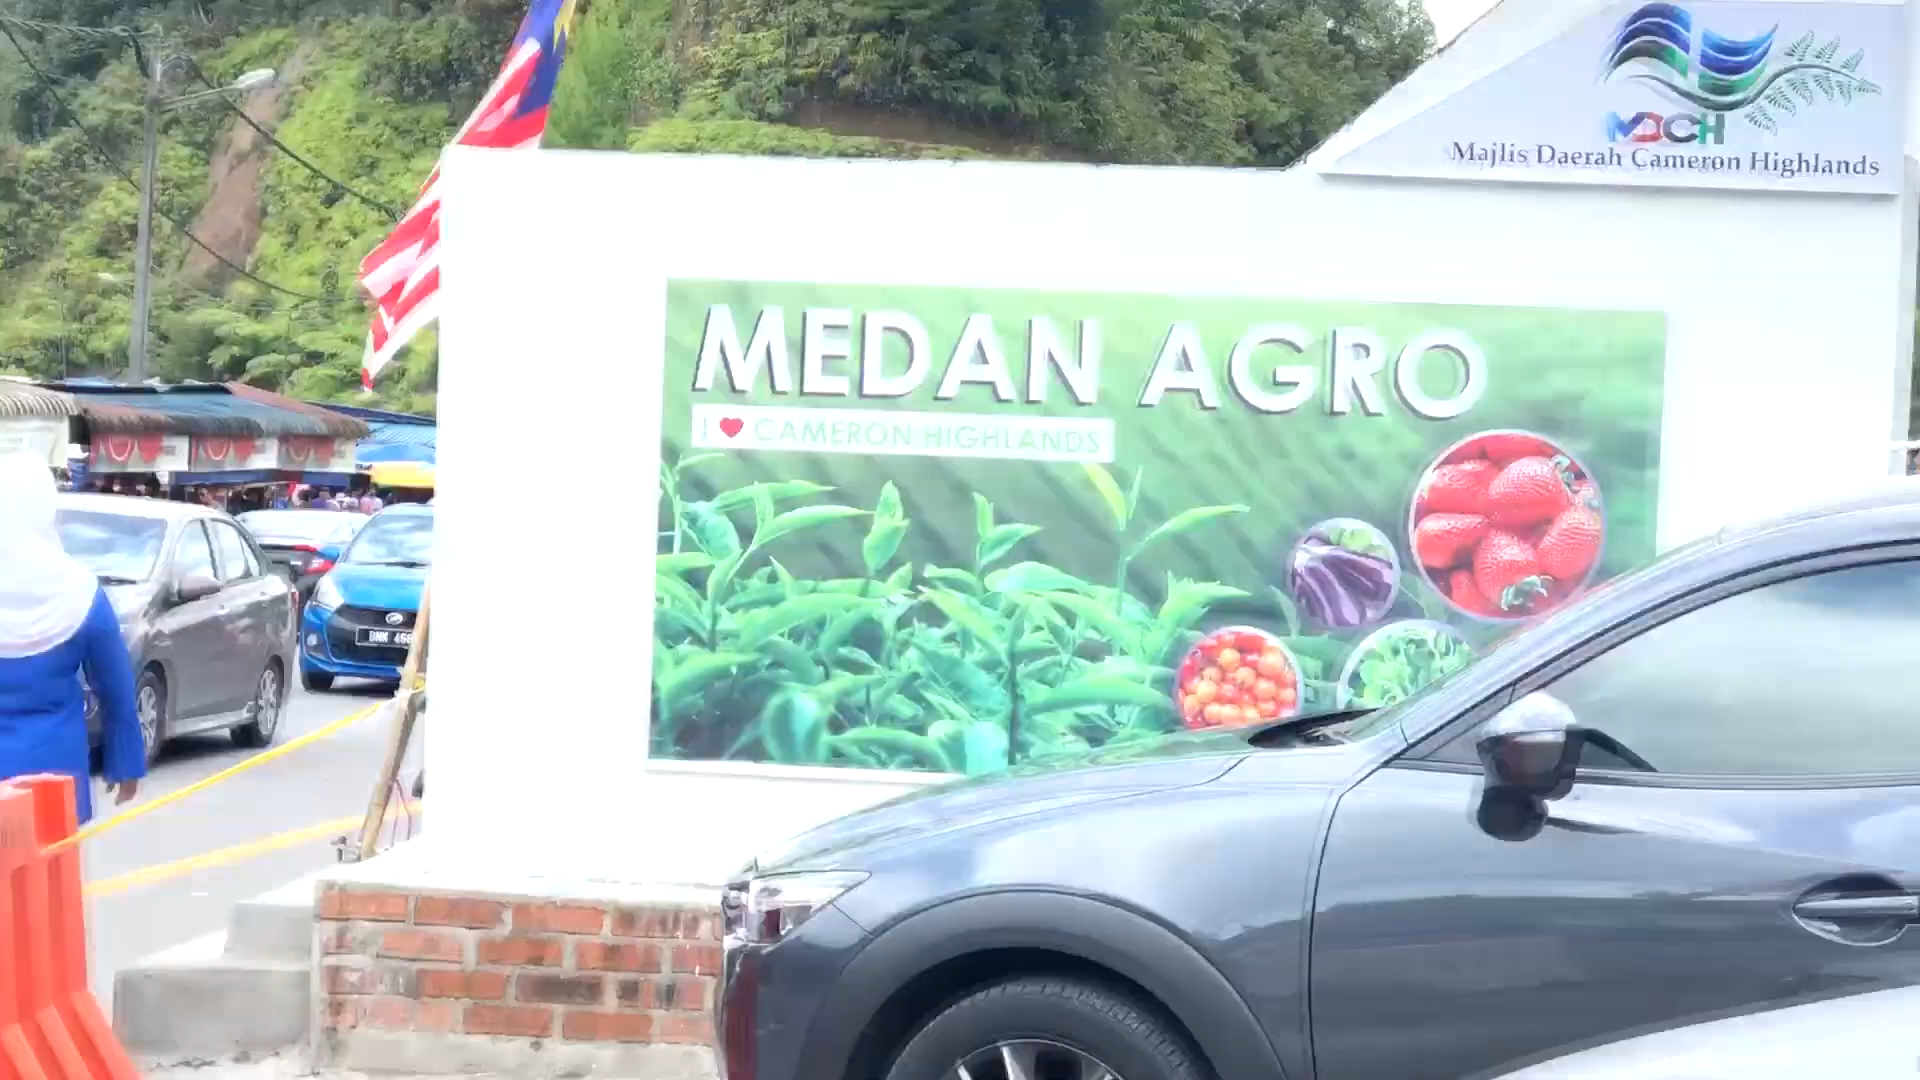 MDCH
Majlis Daerah Cameron Highlands
MEDAN AGRO
I ❤ CAMERON HIGHLANDS